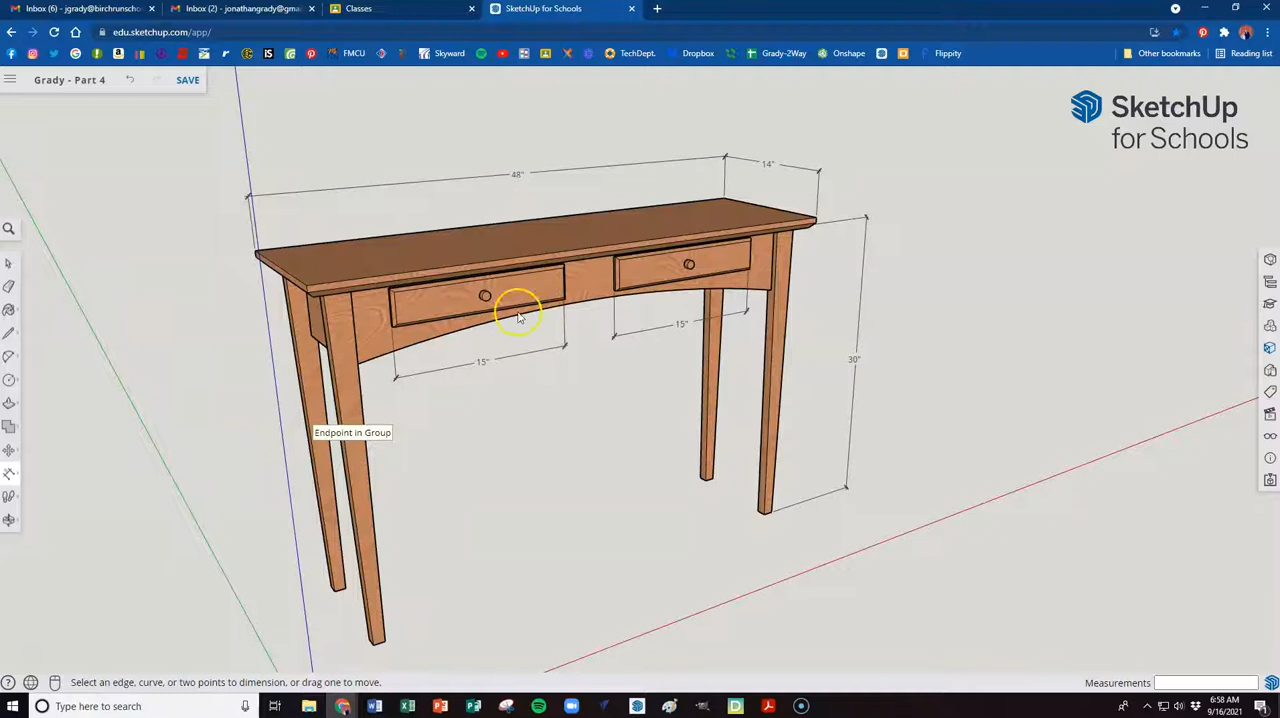 Inbox (6) - jgrady@birchrunscho
Inbox (2) - jonathangrady@gma
Classes
SketchUp for Schools
edu.sketchup.com/app/
FMCU
Skyward
TechDept.
Dropbox
Grady-2Way
Onshape
Flippity
Other bookmarks
Reading list
Grady - Part 4
SAVE
SketchUp
for Schools
48"
14"
15"
15"
30"
Endpoint in Group
Select an edge, curve, or two points to dimension, or drag one to move.
Measurements
Type here to search
6:58 AM
9/16/2021